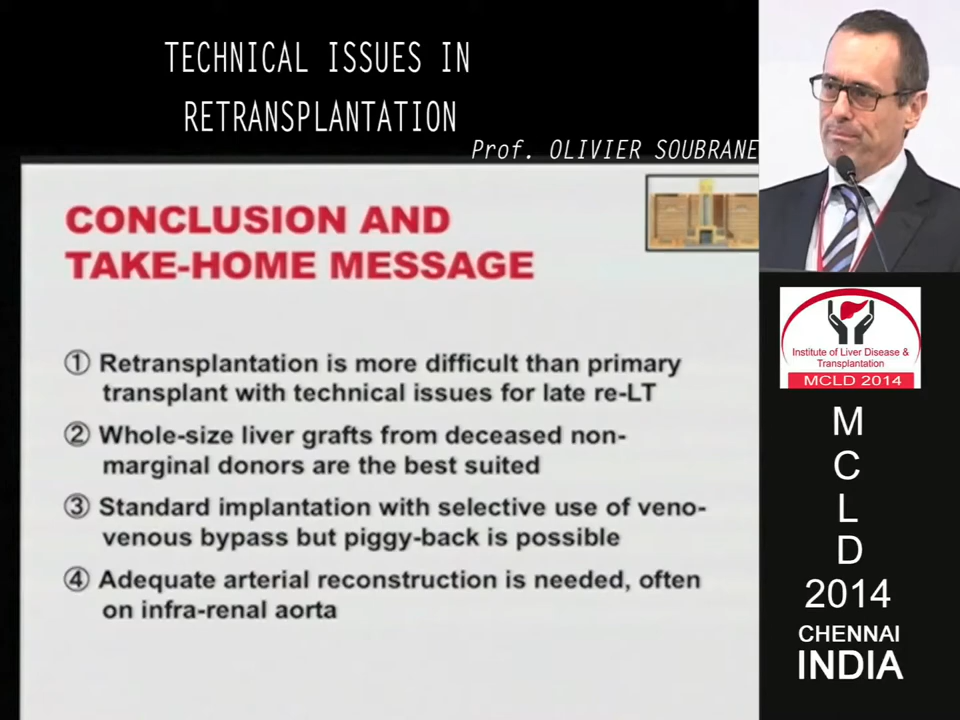 TECHNICAL ISSUES IN
RETRANSPLANTATION
Prof. OLIVIER SOUBRANE
CONCLUSION AND
TAKE-HOME MESSAGE
① Retransplantation is more difficult than primary
transplant with technical issues for late re-LT
② Whole-size liver grafts from deceased non-
marginal donors are the best suited
③ Standard implantation with selective use of veno-
venous bypass but piggy-back is possible
④ Adequate arterial reconstruction is needed, often
on infra-renal aorta
Institute of Liver Disease &
Transplantation
MCLD 2014
M
C
L
D
2014
CHENNAI
INDIA